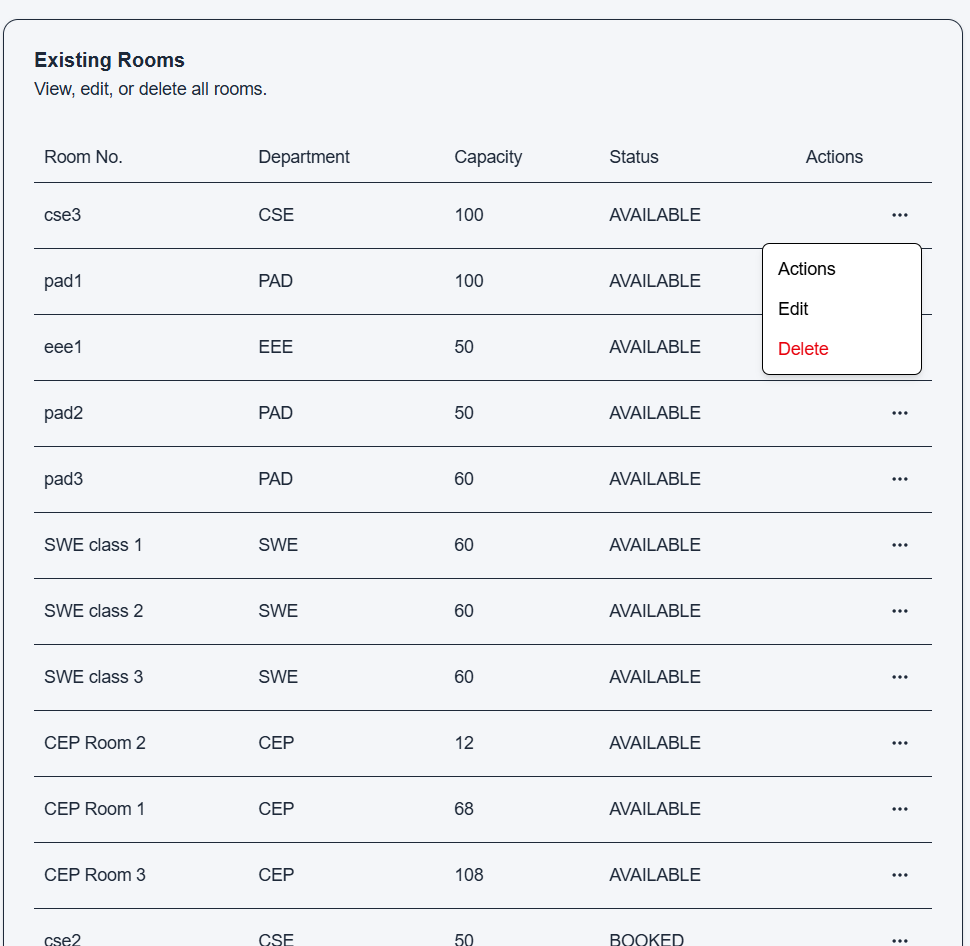 Existing Rooms
View, edit, or delete all rooms.
Room No. Department Capacity Status Actions
cse3 CSE 100 AVAILABLE ...
pad1 PAD 100 AVAILABLE
eee1 EEE 50 AVAILABLE
Actions
Edit
Delete
pad2 PAD 50 AVAILABLE ...
pad3 PAD 60 AVAILABLE ...
SWE class 1 SWE 60 AVAILABLE ...
SWE class 2 SWE 60 AVAILABLE ...
SWE class 3 SWE 60 AVAILABLE ...
CEP Room 2 CEP 12 AVAILABLE ...
CEP Room 1 CEP 68 AVAILABLE ...
CEP Room 3 CEP 108 AVAILABLE ...
cse2 CSE 50 BOOKED ...